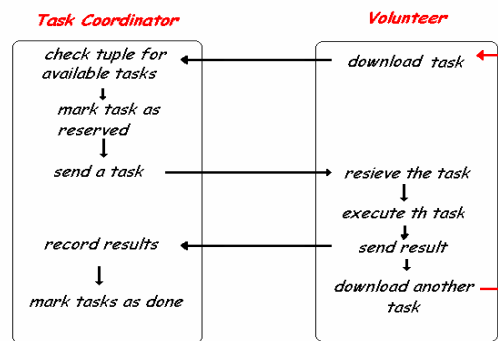 Task Coordinator
check tuple for
available tasks
mark task as
reserved
send a task
record results
mark tasks as done
Volunteer
download task
resieve the task
execute th task
send result
download another
task